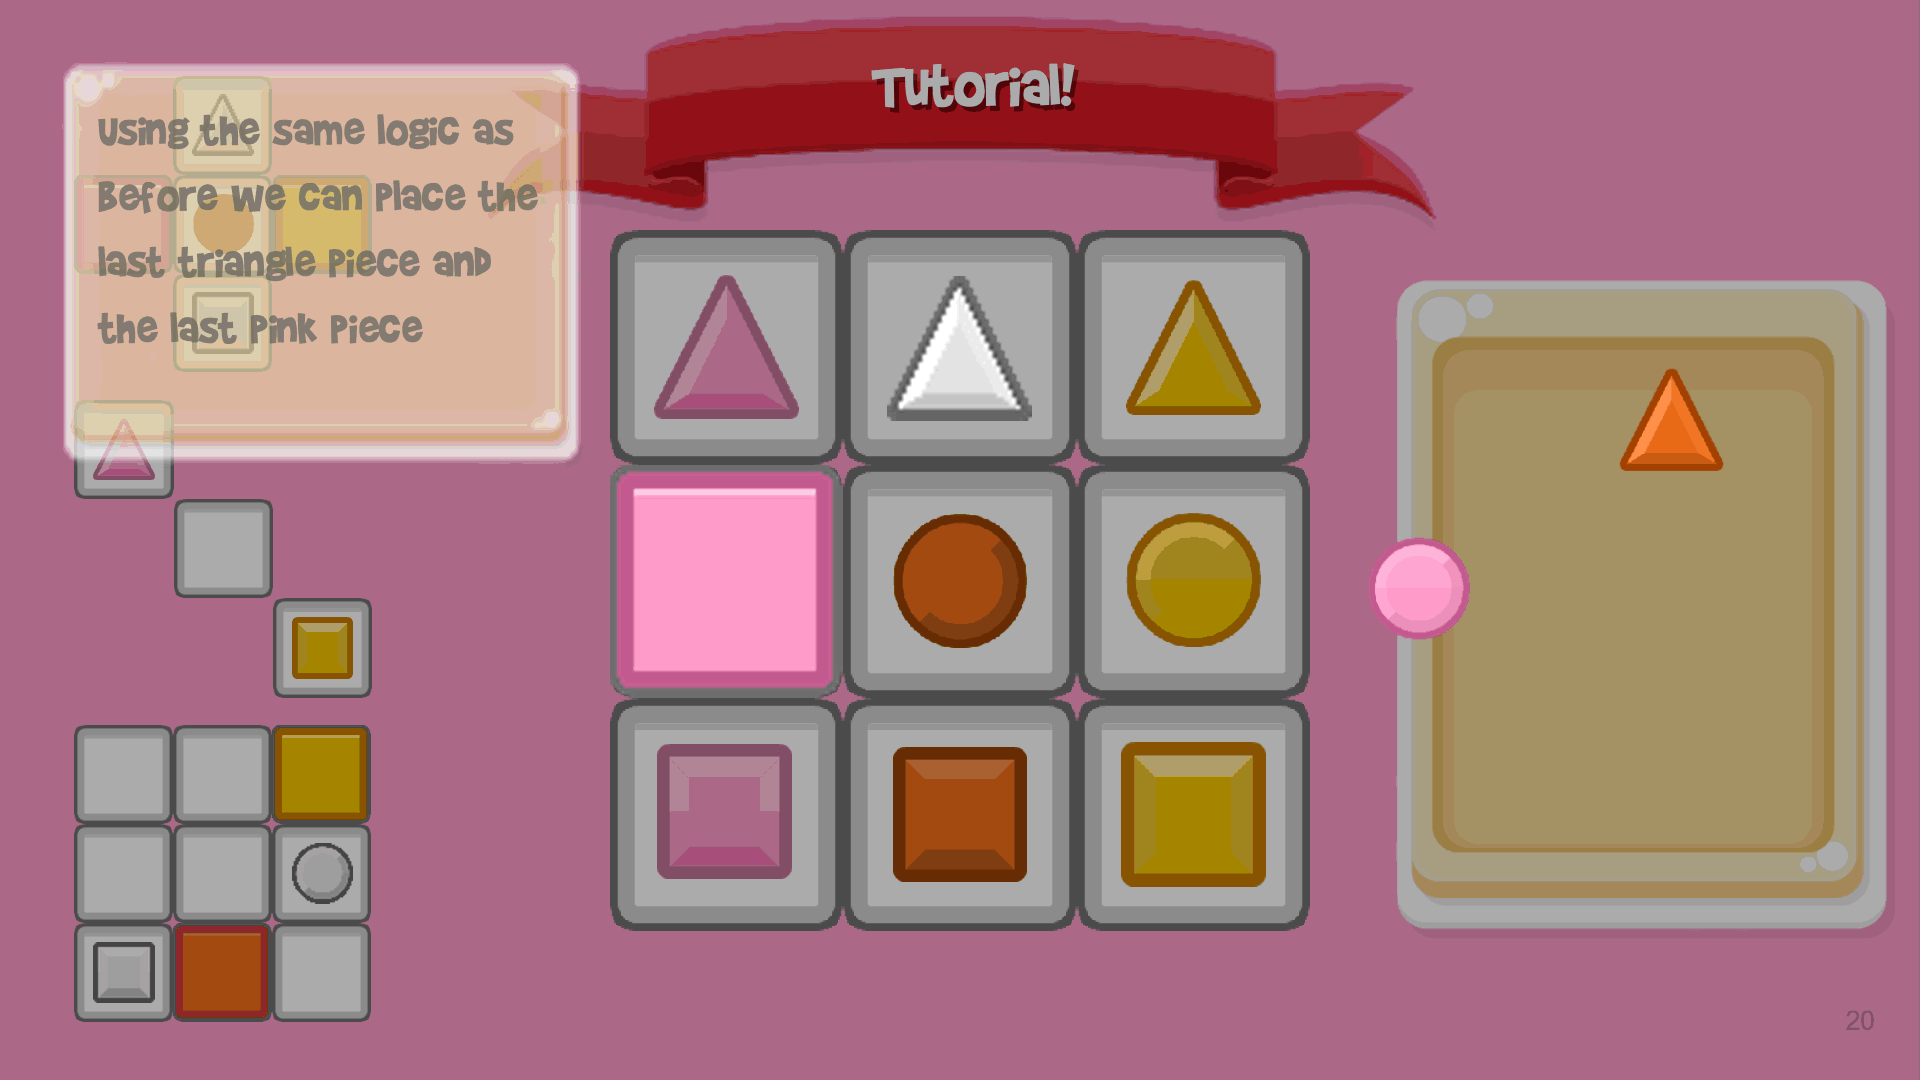 Tutorial!
Using the same logic as
Before we can place the
last triangle piece and
the last pink piece
20